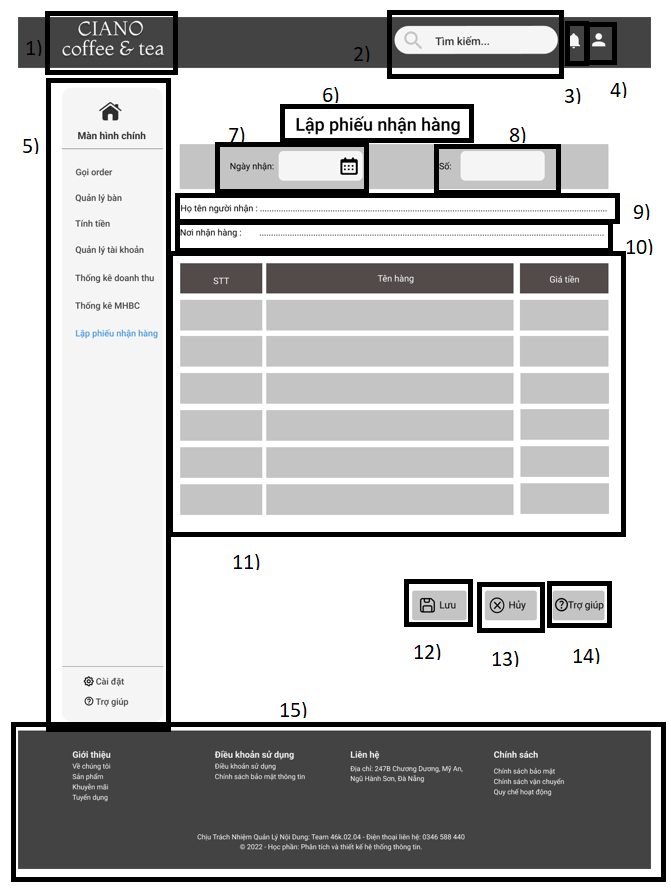 1)
CIANO
coffee & tea
2)
Tìm kiếm...
3)
4)
5)
Màn hình chính
Gọi order
Quản lý bàn
Tính tiền
Quản lý tài khoản
Thống kê doanh thu
Thống kê MHBC
Lập phiếu nhận hàng
Cài đặt
Trợ giúp
6)
Lập phiếu nhận hàng
7)
8)
Ngày nhận:
Số:
Họ tên người nhận : ........................................................................................................................
9)
Nơi nhận hàng : ........................................................................................................................
10)
STT Tên hàng Giá tiền
11)
Lưu
Hủy
Trợ giúp
12)
13)
14)
15)
Giới thiệu
Về chúng tôi
Sản phẩm
Khuyến mãi
Tuyển dụng
Điều khoản sử dụng
Điều khoản sử dụng
Chính sách bảo mật thông tin
Liên hệ
Địa chỉ: 247B Chương Dương, Mỹ An,
Ngũ Hành Sơn, Đà Nẵng
Chính sách
Chính sách bảo mật
Chính sách vận chuyển
Quy chế hoạt động
Chịu Trách Nhiệm Quản Lý Nội Dung: Team 46k.02.04 - Điện thoại liên hệ: 0346 588 440
© 2022 - Học phần: Phân tích và thiết kế hệ thống thông tin.